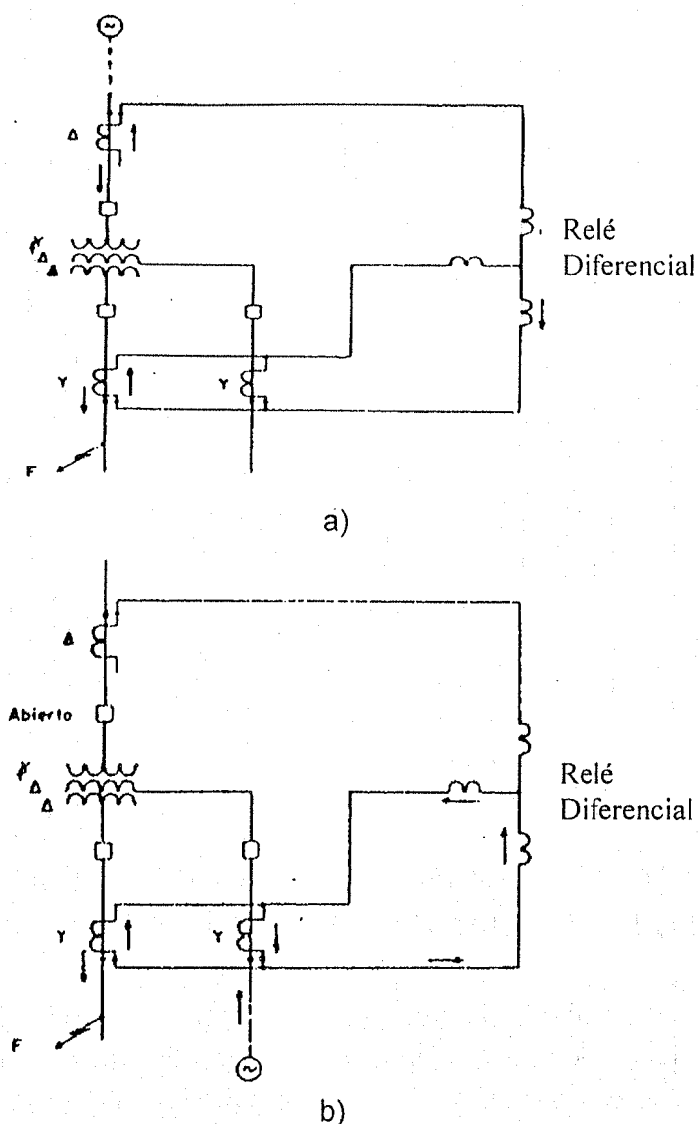 Δ
Y
Δ
Δ
Relé
Diferencial
Y
Y
F
a)
Δ
Abierto
Y
Δ
Δ
Relé
Diferencial
Y
Y
F
b)